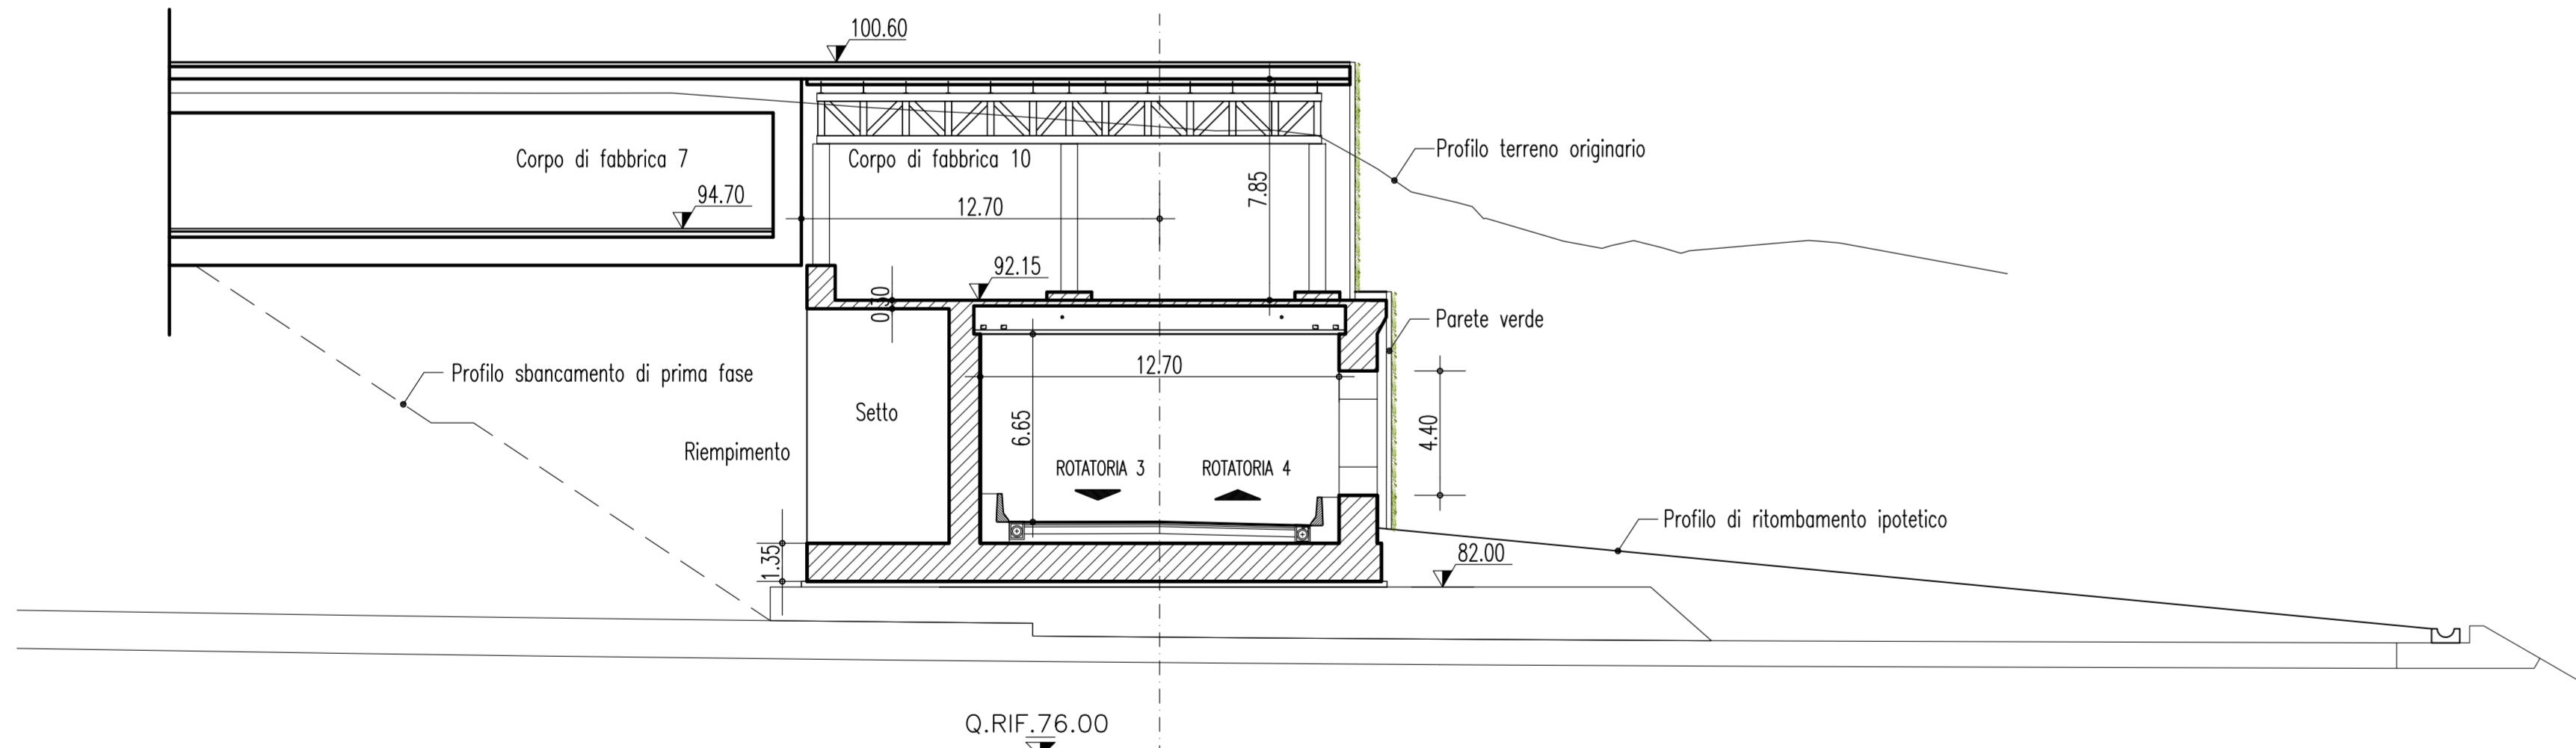 100.60
Profilo terreno originario
Corpo di fabbrica 7
Corpo di fabbrica 10
7.85
94.70
12.70
92.15
0.30
Parete verde
12.70
Profilo sbancamento di prima fase
Setto
6.65
4.40
Riempimento
ROTATORIA 3
ROTATORIA 4
Profilo di ritombamento ipotetico
1.35
82.00
Q.RIF.76.00